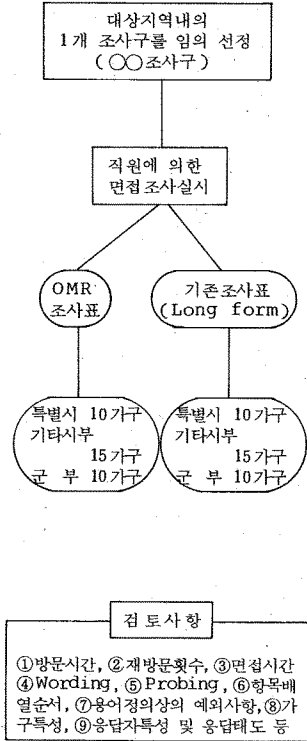 대상지역내의
1개 조사구를 임의 선정
(○○조사구)
직원에 의한
면접조사실시
OMR
조사표
기존조사표
(Long form)
특별시 10가구
기타시부
15가구
군 부 10가구
특별시 10가구
기타시부
15가구
군 부 10가구
검토사항
①방문시간, ②재방문횟수, ③면접시간
④Wording, ⑤Probing, ⑥항목배
열순서, ⑦용어정의상의 예외사항, ⑧가
구특성, ⑨응답자특성 및 응답태도 등